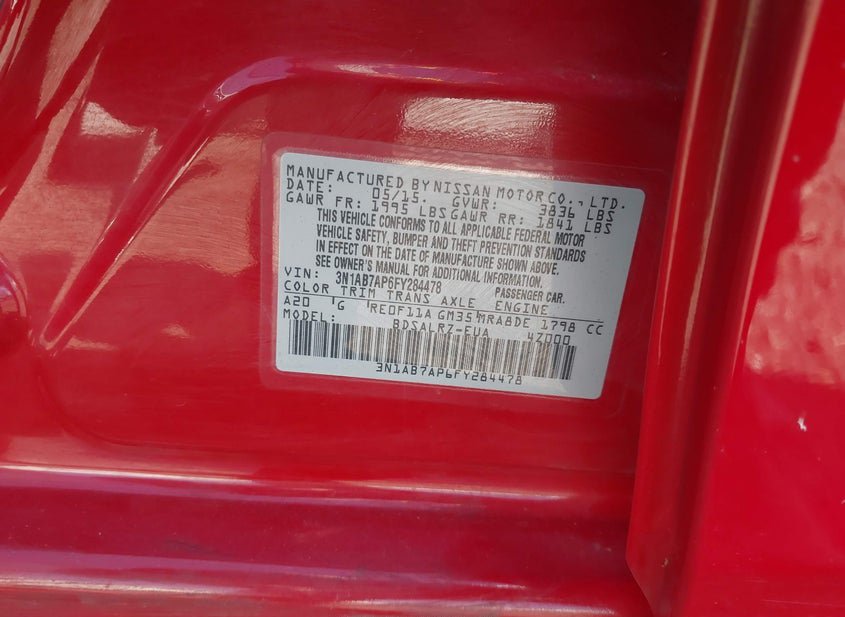 MANUFACTURED BY NISSAN MOTOR CO., LTD.
DATE: 05/15. GVWR: 3836 LBS
GAWR FR: 1995 LBS GAWR RR: 1841 LBS
THIS VEHICLE CONFORMS TO ALL APPLICABLE FEDERAL MOTOR
VEHICLE SAFETY, BUMPER AND THEFT PREVENTION STANDARDS
IN EFFECT ON THE DATE OF MANUFACTURE SHOWN ABOVE.
SEE OWNER'S MANUAL FOR ADDITIONAL INFORMATION.
VIN: 3N1AB7AP6FY284478 PASSENGER CAR.
COLOR TRIM TRANS AXLE ENGINE
A20 G RE0F11A GM35 MRA8DE 1798 CC
MODEL: BDSALRZ-EUA 4Z000
3N1AB7AP6FY284478